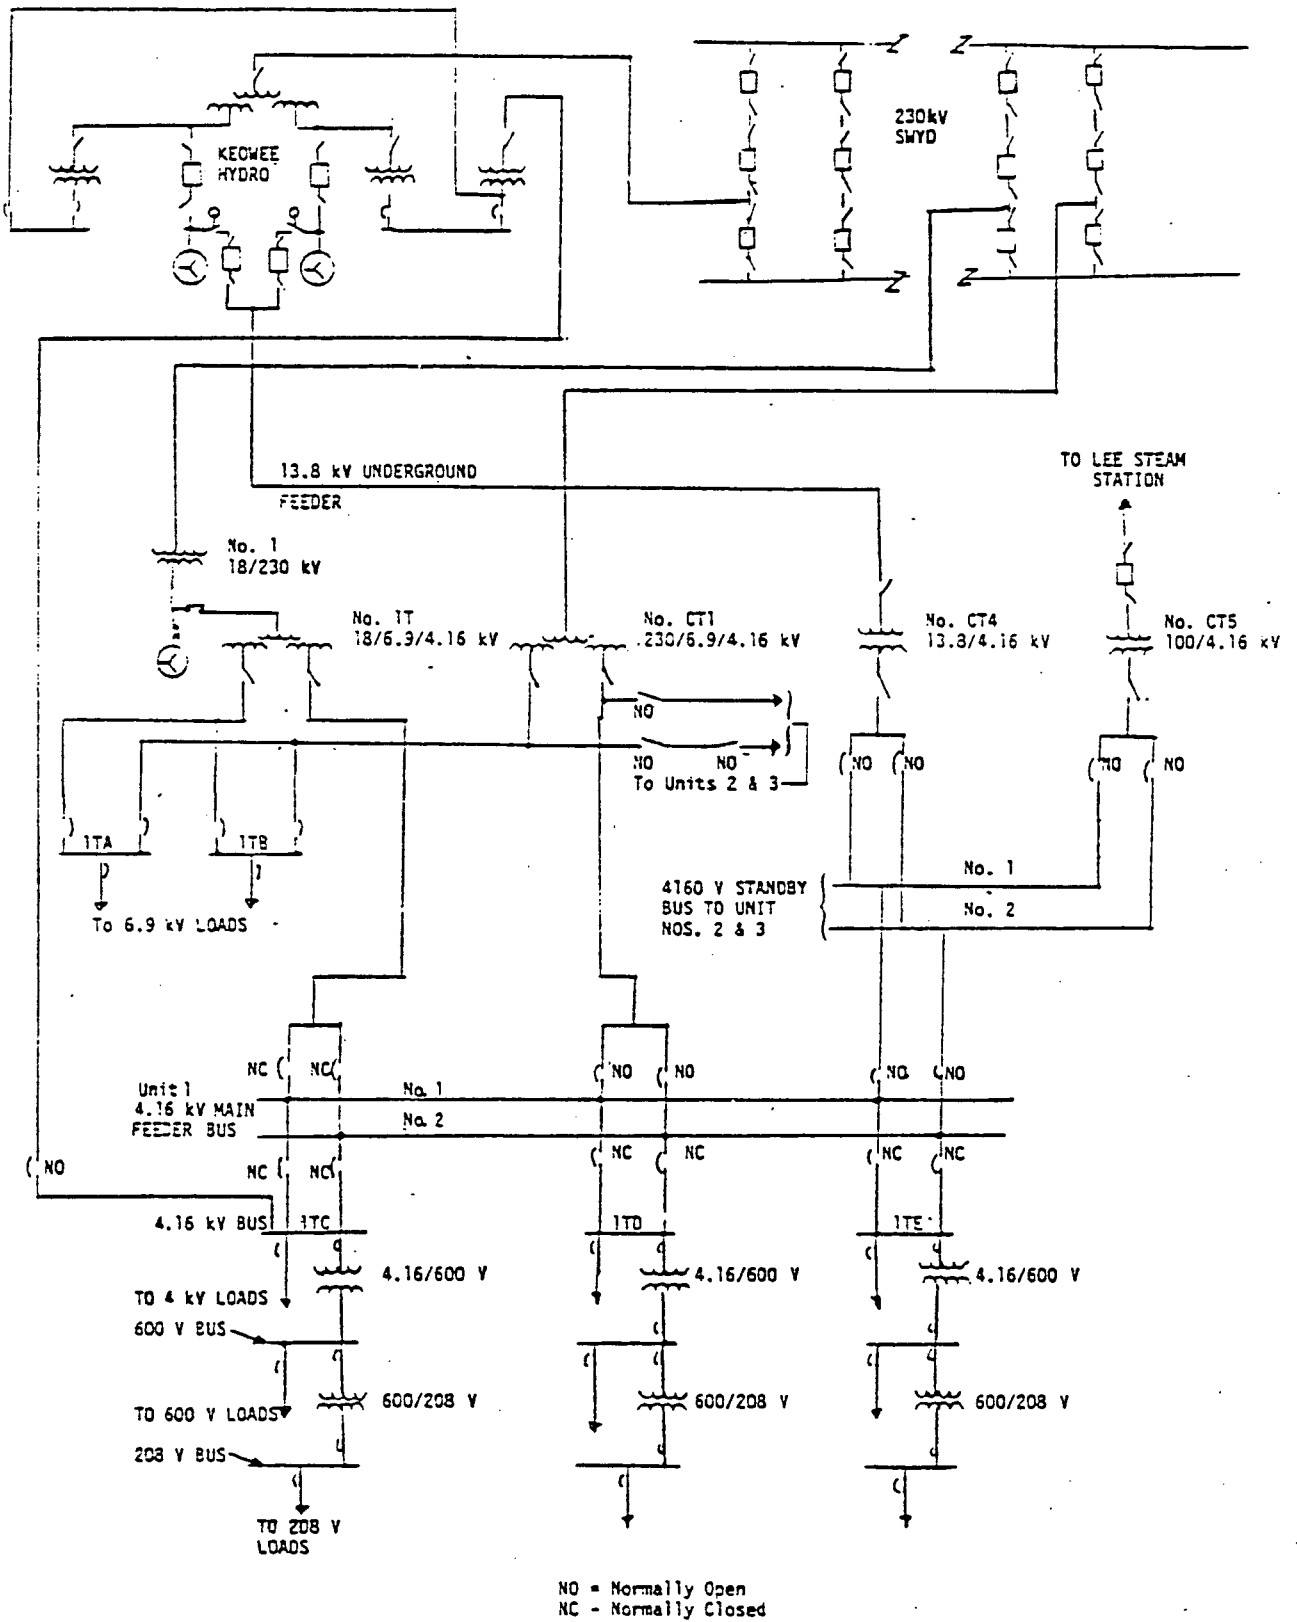 KEOWEE
HYDRO
230kV
SWYD
13.8 kV UNDERGROUND
FEEDER
TO LEE STEAM
STATION
No. 1
18/230 kV
No. 1T
18/6.9/4.16 kV
No. CT1
230/6.9/4.16 kV
No. CT4
13.8/4.16 kV
No. CT5
100/4.16 kV
NO
NO
NO
To Units 2 & 3
NO
NO
NO
NO
1TA
1TB
To 6.9 kV LOADS
4160 V STANDBY
BUS TO UNIT
NOS. 2 & 3
No. 1
No. 2
NC
NC
NO
NO
NO
NO
Unit 1
4.16 kV MAIN
FEEDER BUS
No. 1
No. 2
NO
NC
NC
NC
NC
NC
NC
4.16 kV BUS
1TC
1TD
1TE
4.16/600 V
4.16/600 V
4.16/600 V
TO 4 kV LOADS
600 V BUS
600/208 V
600/208 V
600/208 V
TO 600 V LOADS
208 V BUS
TO 208 V
LOADS
NO = Normally Open
NC - Normally Closed